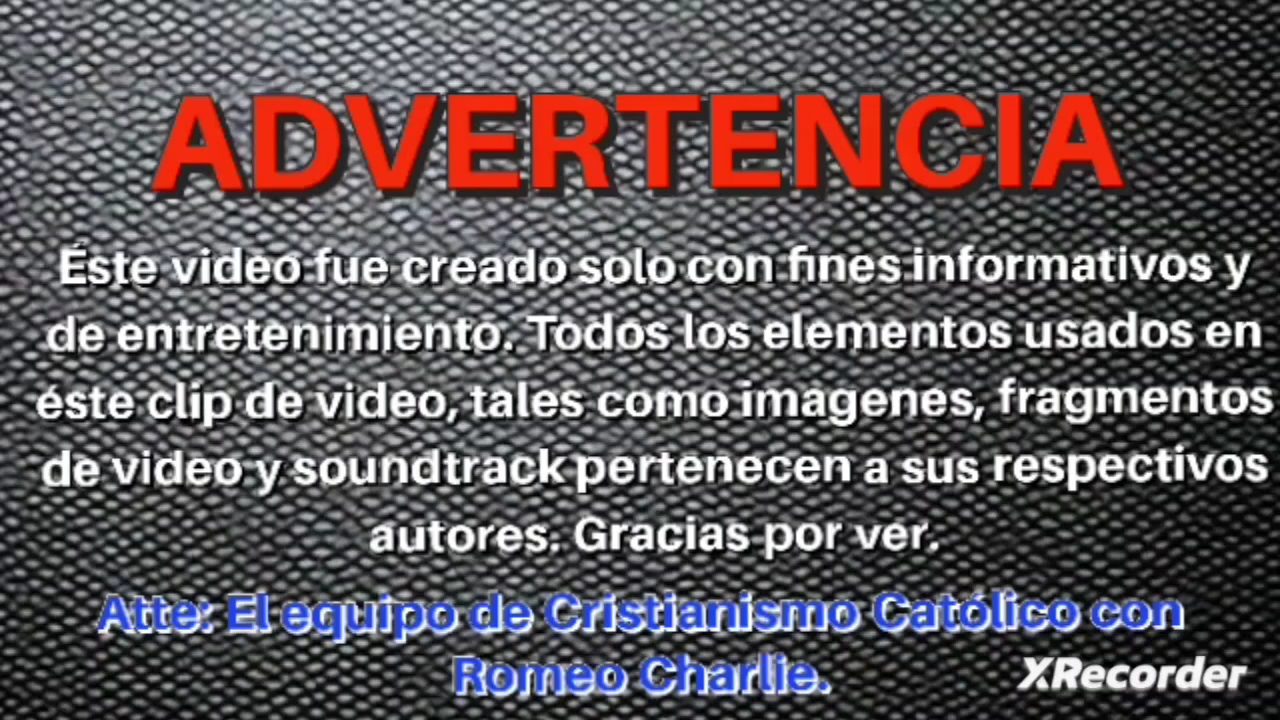 ADVERTENCIA
Éste video fue creado solo con fines informativos y
de entretenimiento. Todos los elementos usados en
éste clip de video, tales como imagenes, fragmentos
de video y soundtrack pertenecen a sus respectivos
autores. Gracias por ver.
Atte: El equipo de Cristianismo Católico con
Romeo Charlie.
XRecorder